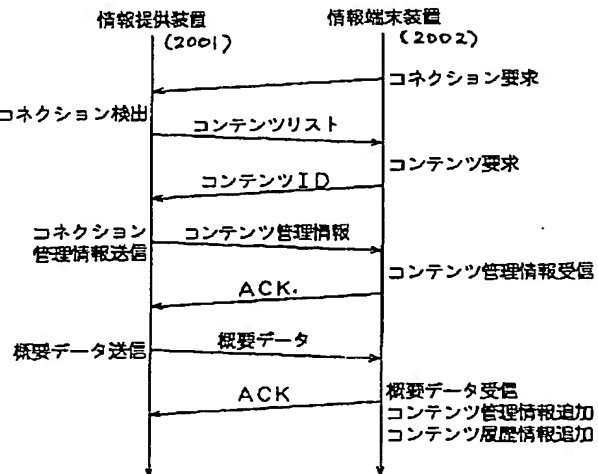 情報提供装置
(2001)
情報端末装置
(2002)
コネクション要求
コネクション検出
コンテンツリスト
コンテンツ要求
コンテンツID
コネクション
管理情報送信
コンテンツ管理情報
コンテンツ管理情報受信
ACK.
概要データ送信
概要データ
ACK
概要データ受信
コンテンツ管理情報追加
コンテンツ履歴情報追加